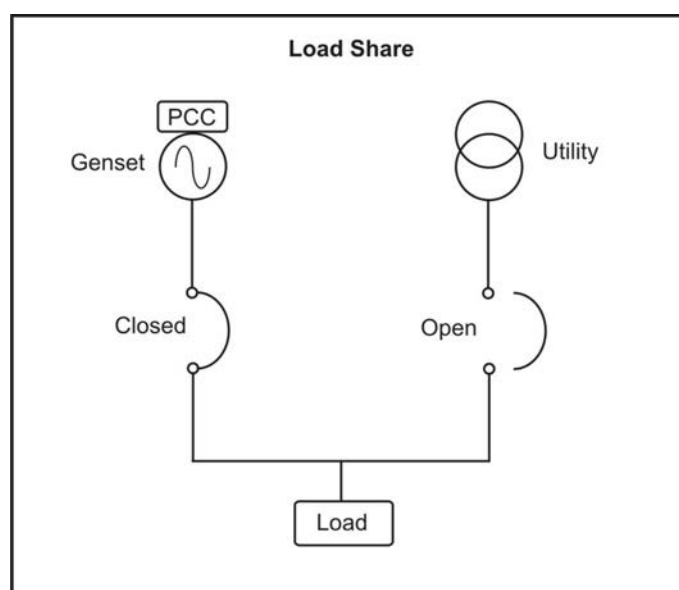 Load Share
PCC
Genset
Utility
Closed
Open
Load